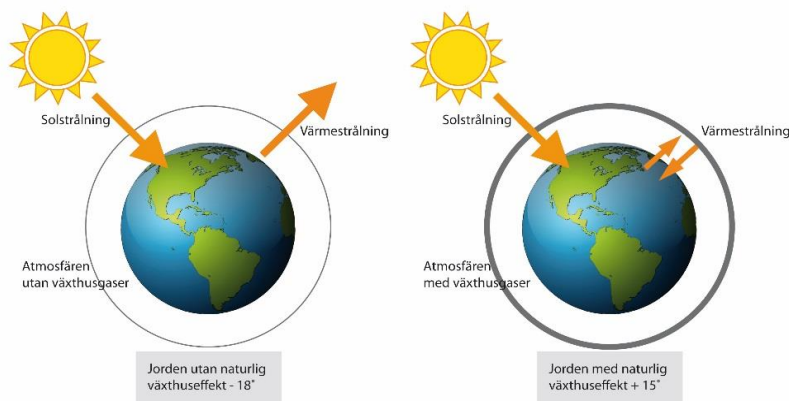 Solstrålning
Värmestrålning
Atmosfären
utan växthusgaser
Jorden utan naturlig
växthuseffekt - 18˚
Solstrålning
Värmestrålning
Atmosfären
med växthusgaser
Jorden med naturlig
växthuseffekt + 15˚